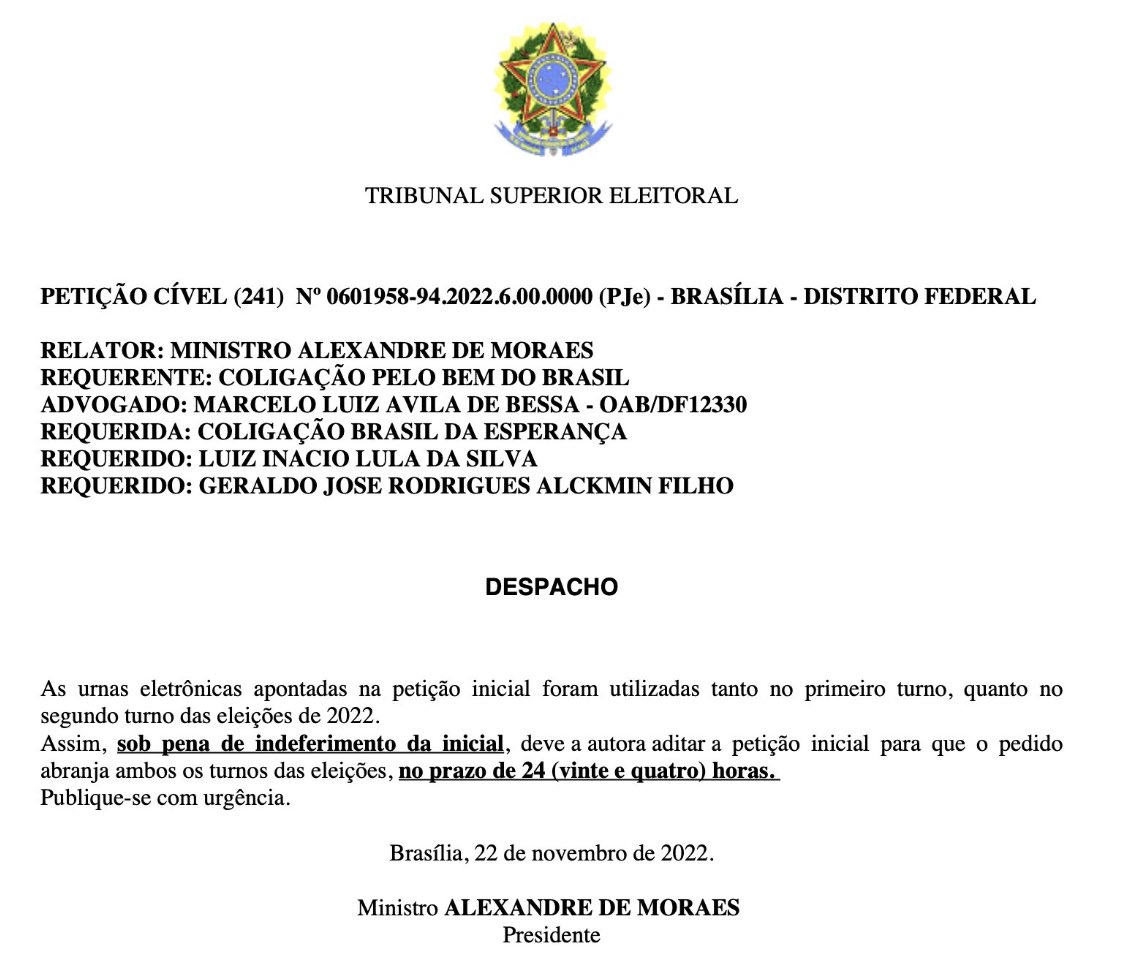 TRIBUNAL SUPERIOR ELEITORAL
PETIÇÃO CÍVEL (241) Nº 0601958-94.2022.6.00.0000 (PJe) - BRASÍLIA - DISTRITO FEDERAL
RELATOR: MINISTRO ALEXANDRE DE MORAES
REQUERENTE: COLIGAÇÃO PELO BEM DO BRASIL
ADVOGADO: MARCELO LUIZ AVILA DE BESSA - OAB/DF12330
REQUERIDA: COLIGAÇÃO BRASIL DA ESPERANÇA
REQUERIDO: LUIZ INACIO LULA DA SILVA
REQUERIDO: GERALDO JOSE RODRIGUES ALCKMIN FILHO
DESPACHO
As urnas eletrônicas apontadas na petição inicial foram utilizadas tanto no primeiro turno, quanto no
segundo turno das eleições de 2022.
Assim, sob pena de indeferimento da inicial, deve a autora aditar a petição inicial para que o pedido
abranja ambos os turnos das eleições, no prazo de 24 (vinte e quatro) horas.
Publique-se com urgência.
Brasília, 22 de novembro de 2022.
Ministro ALEXANDRE DE MORAES
Presidente